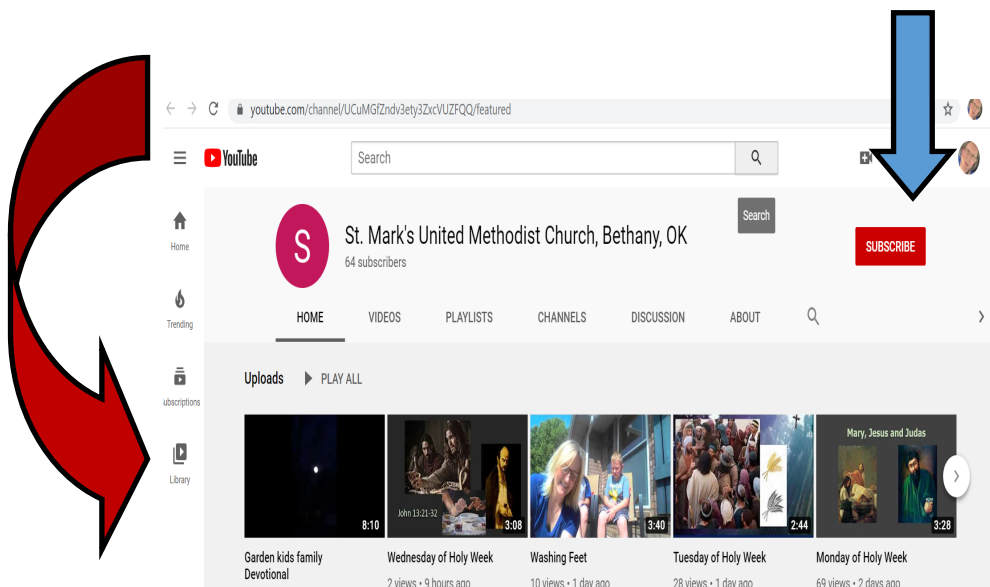 youtube.com/channel/UCuMGfZndv3ety3ZxcVUZFQQ/featured
YouTube
Search
Search
Home
Trending
ubscriptions
Library
S
St. Mark's United Methodist Church, Bethany, OK
64 subscribers
SUBSCRIBE
HOME VIDEOS PLAYLISTS CHANNELS DISCUSSION ABOUT
Uploads PLAY ALL
8:10
John 13:21-32
3:08
3:40
2:44
Mary, Jesus and Judas
3:28
Garden kids family
Devotional
Wednesday of Holy Week
2 views • 9 hours ago
Washing Feet
10 views • 1 day ago
Tuesday of Holy Week
28 views • 1 day ago
Monday of Holy Week
69 views • 2 days ago